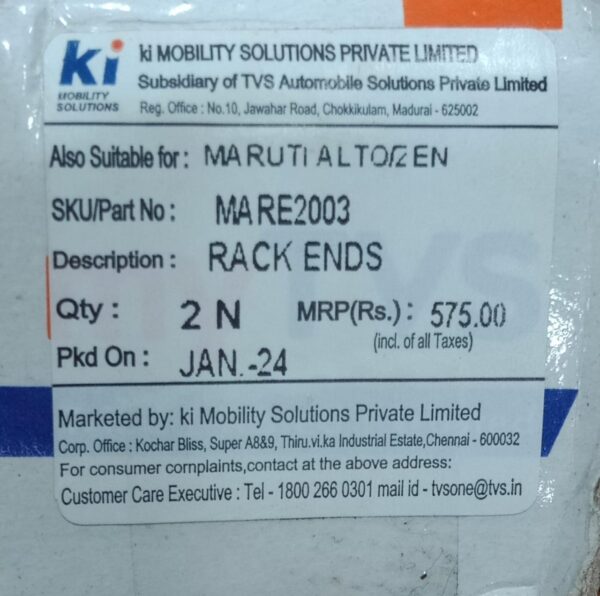 ki MOBILITY SOLUTIONS
ki MOBILITY SOLUTIONS PRIVATE LIMITED
Subsidiary of TVS Automobile Solutions Private Limited
Reg. Office : No.10, Jawahar Road, Chokkikulam, Madurai - 625002
Also Suitable for : MARUTI ALTO/ZEN
SKU/Part No : MARE2003
Description : RACK ENDS
Qty : 2 N MRP(Rs.) : 575.00
(incl. of all Taxes)
Pkd On : JAN.-24
Marketed by: ki Mobility Solutions Private Limited
Corp. Office : Kochar Bliss, Super A8&9, Thiru.vi.ka Industrial Estate,Chennai - 600032
For consumer cornplaints,contact at the above address:
Customer Care Executive : Tel - 1800 266 0301 mail id - tvsone@tvs.in
TVS